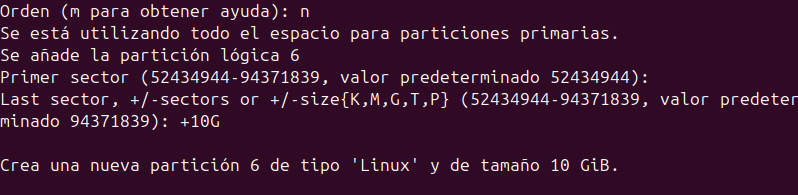 Orden (m para obtener ayuda): n
Se está utilizando todo el espacio para particiones primarias.
Se añade la partición lógica 6
Primer sector (52434944-94371839, valor predeterminado 52434944):
Last sector, +/-sectors or +/-size{K,M,G,T,P} (52434944-94371839, valor predeter
minado 94371839): +10G
Crea una nueva partición 6 de tipo 'Linux' y de tamaño 10 GiB.